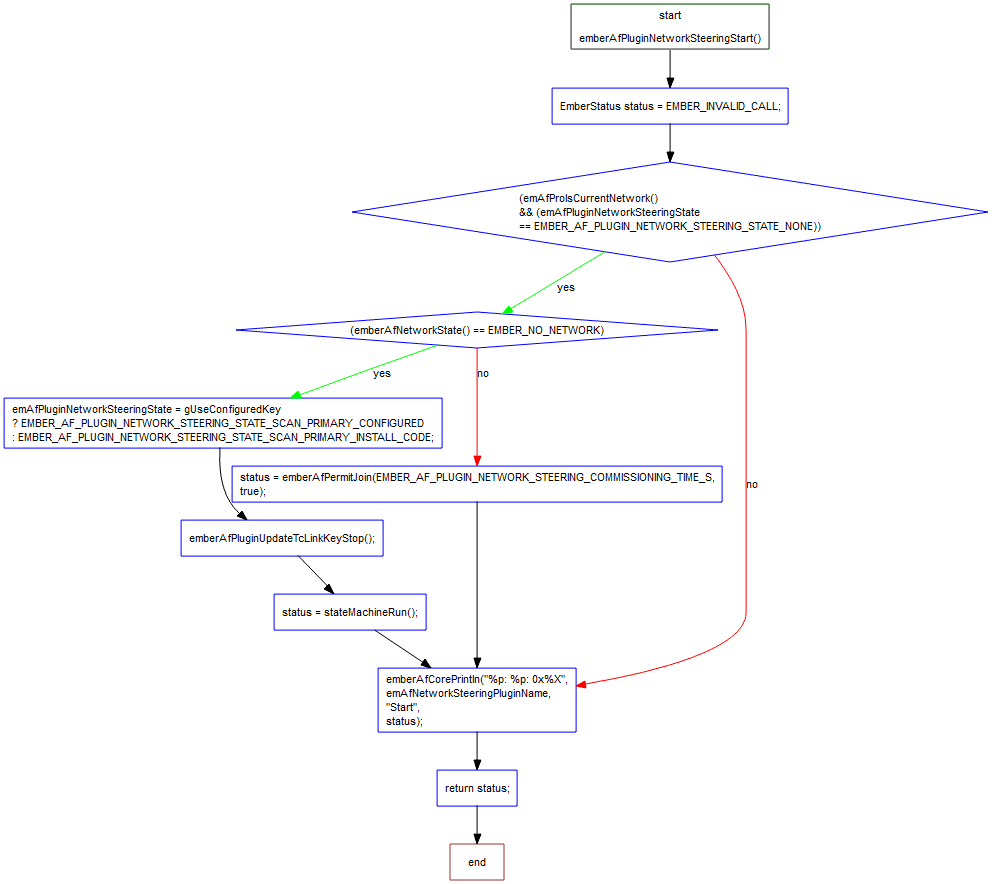 start
emberAfPluginNetworkSteeringStart()
EmberStatus status = EMBER_INVALID_CALL;
(emAfProIsCurrentNetwork()
&& (emAfPluginNetworkSteeringState
== EMBER_AF_PLUGIN_NETWORK_STEERING_STATE_NONE))
yes
(emberAfNetworkState() == EMBER_NO_NETWORK)
yes
no
emAfPluginNetworkSteeringState = gUseConfiguredKey
? EMBER_AF_PLUGIN_NETWORK_STEERING_STATE_SCAN_PRIMARY_CONFIGURED
: EMBER_AF_PLUGIN_NETWORK_STEERING_STATE_SCAN_PRIMARY_INSTALL_CODE;
status = emberAfPermitJoin(EMBER_AF_PLUGIN_NETWORK_STEERING_COMMISSIONING_TIME_S,
true);
no
emberAfPluginUpdateTcLinkKeyStop();
status = stateMachineRun();
emberAfCorePrintln("%p: %p: 0x%X",
emAfNetworkSteeringPluginName,
"Start",
status);
return status;
end